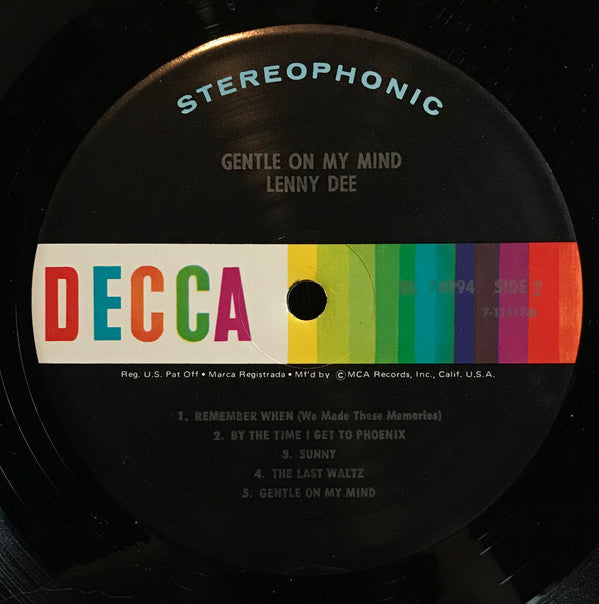 STEREOPHONIC
GENTLE ON MY MIND
LENNY DEE
DECCA
SIDE 2
Reg. U.S. Pat Off • Marca Registrada • Mf'd by ©MCA Records, Inc., Calif. U.S.A.
1. REMEMBER WHEN (We Made These Memories)
2. BY THE TIME I GET TO PHOENIX
3. SUNNY
4. THE LAST WALTZ
5. GENTLE ON MY MIND